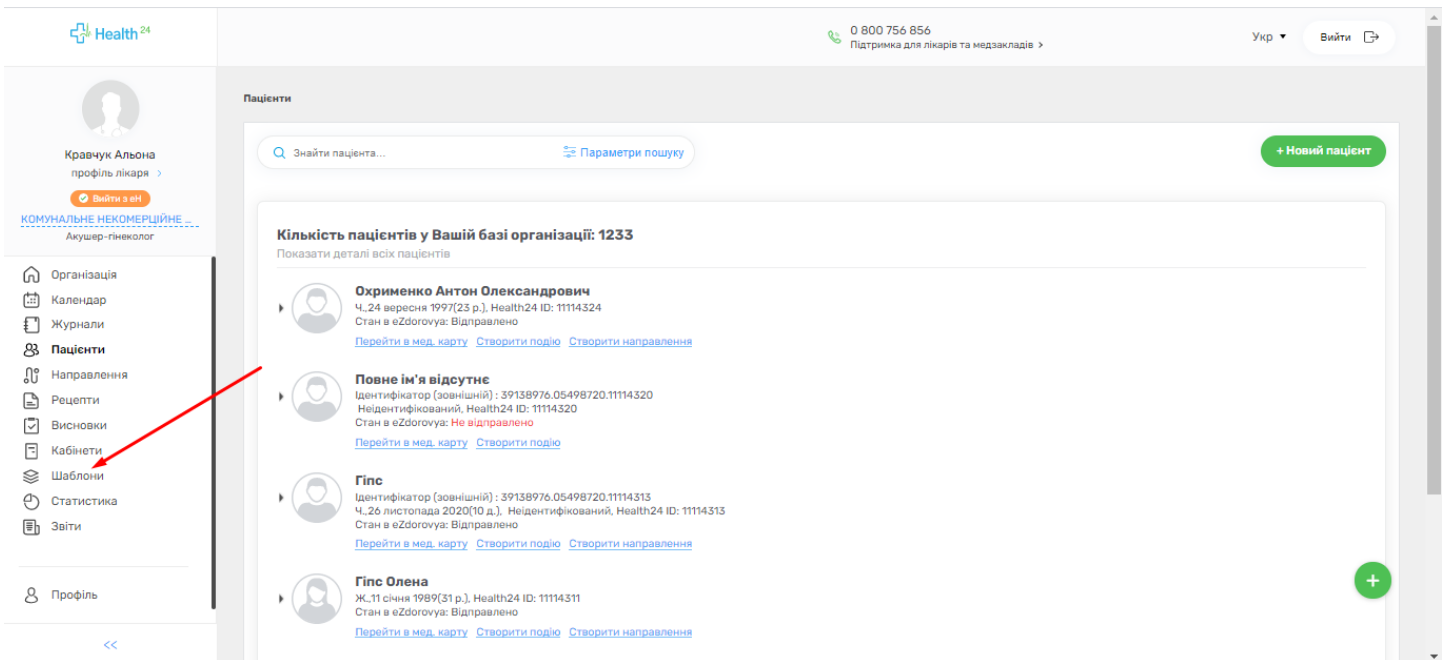 Health 24
0 800 756 856
Підтримка для лікарів та медзакладів >
Укр
Вийти
Кравчук Альона
профіль лікаря >
Вийти з еН
КОМУНАЛЬНЕ НЕКОМЕРЦІЙНЕ ...
Акушер-гінеколог
Організація
Календар
Журнали
Пацієнти
Направлення
Рецепти
Висновки
Кабінети
Шаблони
Статистика
Звіти
Профіль
<<
Пацієнти
Знайти пацієнта...
Параметри пошуку
+ Новий пацієнт
Кількість пацієнтів у Вашій базі організації: 1233
Показати деталі всіх пацієнтів
Охрименко Антон Олександрович
Ч.,24 вересня 1997(23 р.), Health24 ID: 11114324
Стан в eZdorovya: Відправлено
Перейти в мед. карту Створити подію Створити направлення
Повне ім'я відсутнє
Ідентифікатор (зовнішній) : 39138976.05498720.11114320
Неідентифікований, Health24 ID: 11114320
Стан в eZdorovya: Не відправлено
Перейти в мед. карту Створити подію
Гіпс
Ідентифікатор (зовнішній) : 39138976.05498720.11114313
Ч.,26 листопада 2020(10 д.), Неідентифікований, Health24 ID: 11114313
Стан в eZdorovya: Відправлено
Перейти в мед. карту Створити подію Створити направлення
Гіпс Олена
Ж.,11 січня 1989(31 р.), Health24 ID: 11114311
Стан в eZdorovya: Відправлено
Перейти в мед. карту Створити подію Створити направлення
+